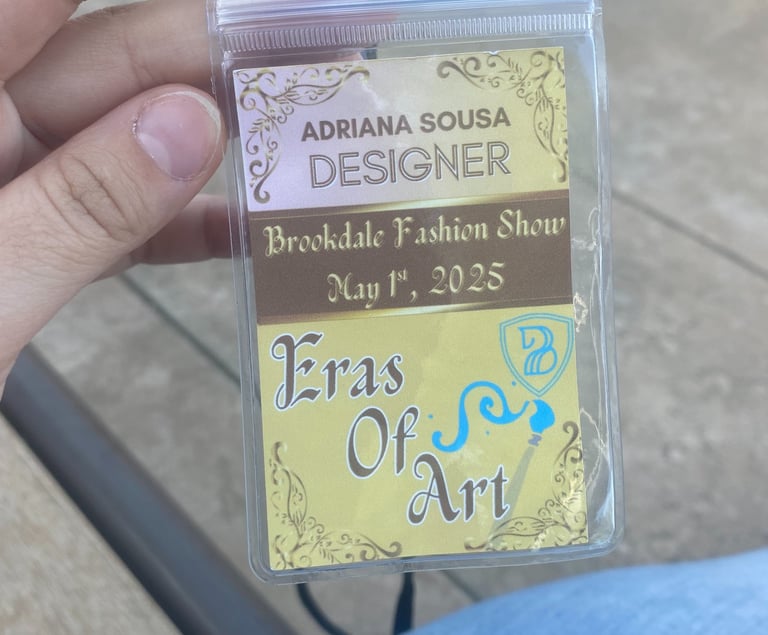 ADRIANA SOUSA
DESIGNER
Brookdale Fashion Show
May 1st, 2025
B
Eras
Of
Art